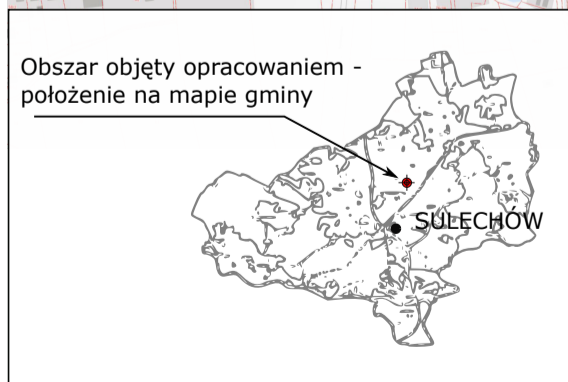 Obszar objęty opracowaniem -
położenie na mapie gminy
SULECHÓW